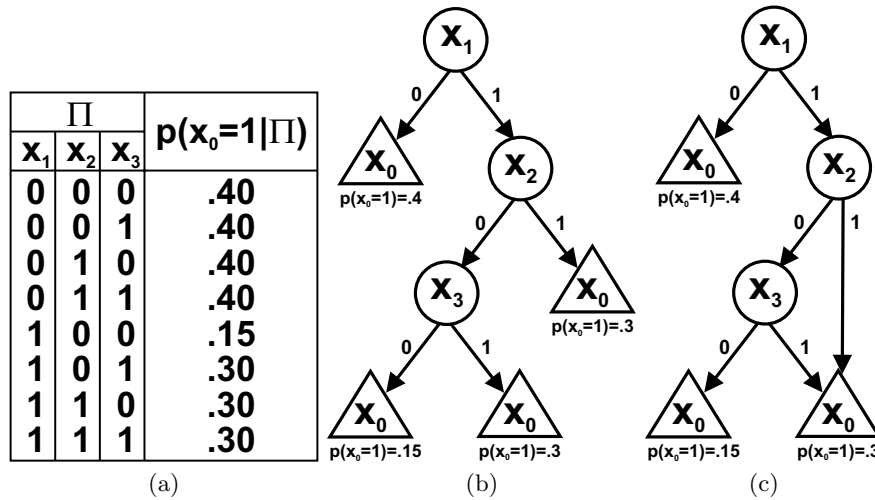 Π p(x₀=1|Π)
x₁ x₂ x₃
0 0 0 .40
0 0 1 .40
0 1 0 .40
0 1 1 .40
1 0 0 .15
1 0 1 .30
1 1 0 .30
1 1 1 .30
(a)
x₁
0 1
x₀
p(x₀=1)=.4
x₂
0 1
x₃
x₀
p(x₀=1)=.3
0 1
x₀ x₀
p(x₀=1)=.15 p(x₀=1)=.3
(b)
x₁
0 1
x₀
p(x₀=1)=.4
x₂
0 1
x₃
0 1
x₀ x₀
p(x₀=1)=.15 p(x₀=1)=.3
(c)